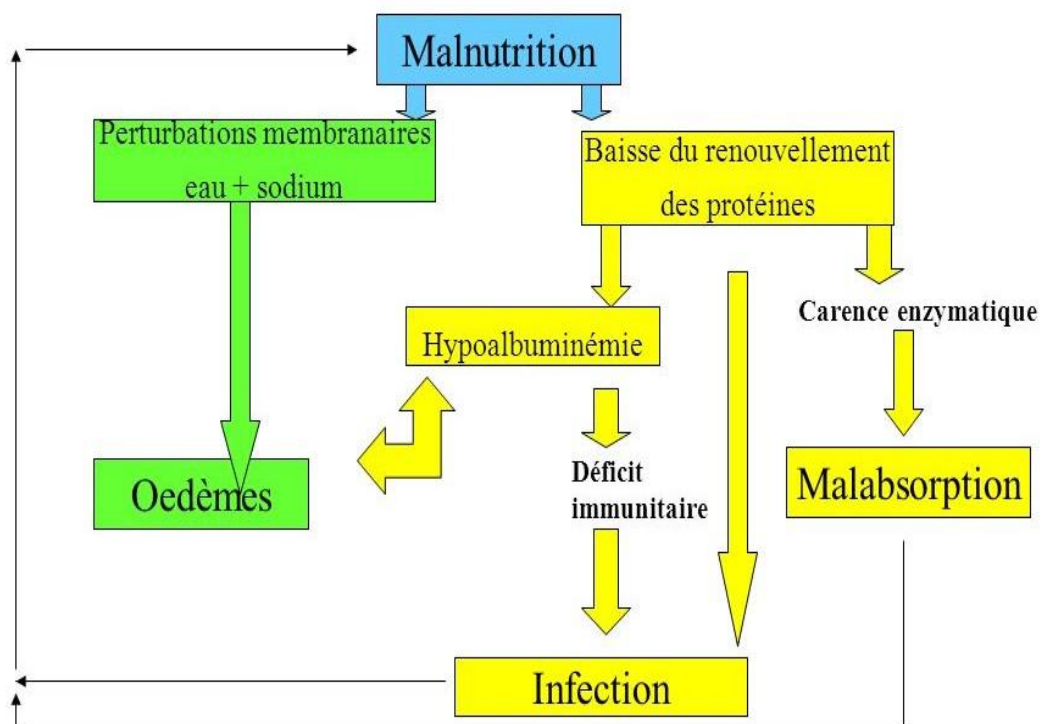 Malnutrition
Perturbations membranaires
eau + sodium
Baisse du renouvellement
des protéines
Carence enzymatique
Hypoalbuminémie
Déficit
immunitaire
Malabsorption
Oedèmes
Infection